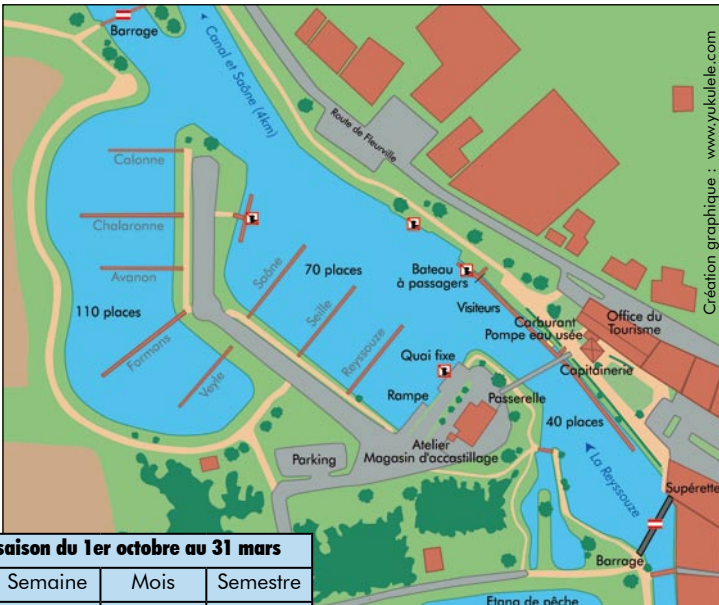 Barrage
Canal et Saône (4km)
Route de Fleurville
Création graphique : www.yukulele.com
Calonne
Chalaronne
Avanon
110 places
Formans
Veyle
Saône
70 places
Seille
Reyssouze
Bateau
à passagers
Visiteurs
Carburant
Pompe eau usée
Office du
Tourisme
Capitainerie
Quai fixe
Rampe
Passerelle
40 places
Atelier
Magasin d'accastillage
Parking
La Reyssouze
Supérette
Barrage
Etang de pêche
saison du 1er octobre au 31 mars
Semaine
Mois
Semestre